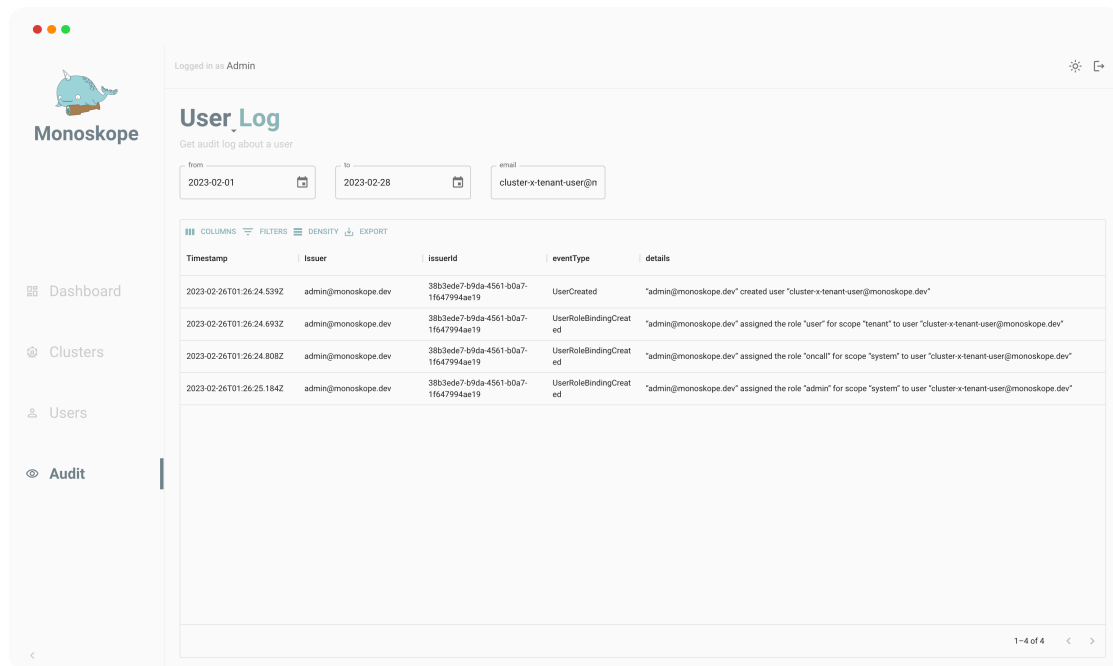 Logged in as Admin
Monoskope
User Log
Get audit log about a user
from
2023-02-01
to
2023-02-28
email
cluster-x-tenant-user@m
COLUMNS FILTERS DENSITY EXPORT
Timestamp Issuer issuerId eventType details
2023-02-26T01:26:24.539Z admin@monoskope.dev 38b3ede7-b9da-4561-b0a7-
1f647994ae19 UserCreated "admin@monoskope.dev" created user "cluster-x-tenant-user@monoskope.dev"
2023-02-26T01:26:24.693Z admin@monoskope.dev 38b3ede7-b9da-4561-b0a7-
1f647994ae19 UserRoleBindingCreat
ed "admin@monoskope.dev" assigned the role "user" for scope "tenant" to user "cluster-x-tenant-user@monoskope.dev"
2023-02-26T01:26:24.808Z admin@monoskope.dev 38b3ede7-b9da-4561-b0a7-
1f647994ae19 UserRoleBindingCreat
ed "admin@monoskope.dev" assigned the role "oncall" for scope "system" to user "cluster-x-tenant-user@monoskope.dev"
2023-02-26T01:26:25.184Z admin@monoskope.dev 38b3ede7-b9da-4561-b0a7-
1f647994ae19 UserRoleBindingCreat
ed "admin@monoskope.dev" assigned the role "admin" for scope "system" to user "cluster-x-tenant-user@monoskope.dev"
Dashboard
Clusters
Users
Audit
1–4 of 4